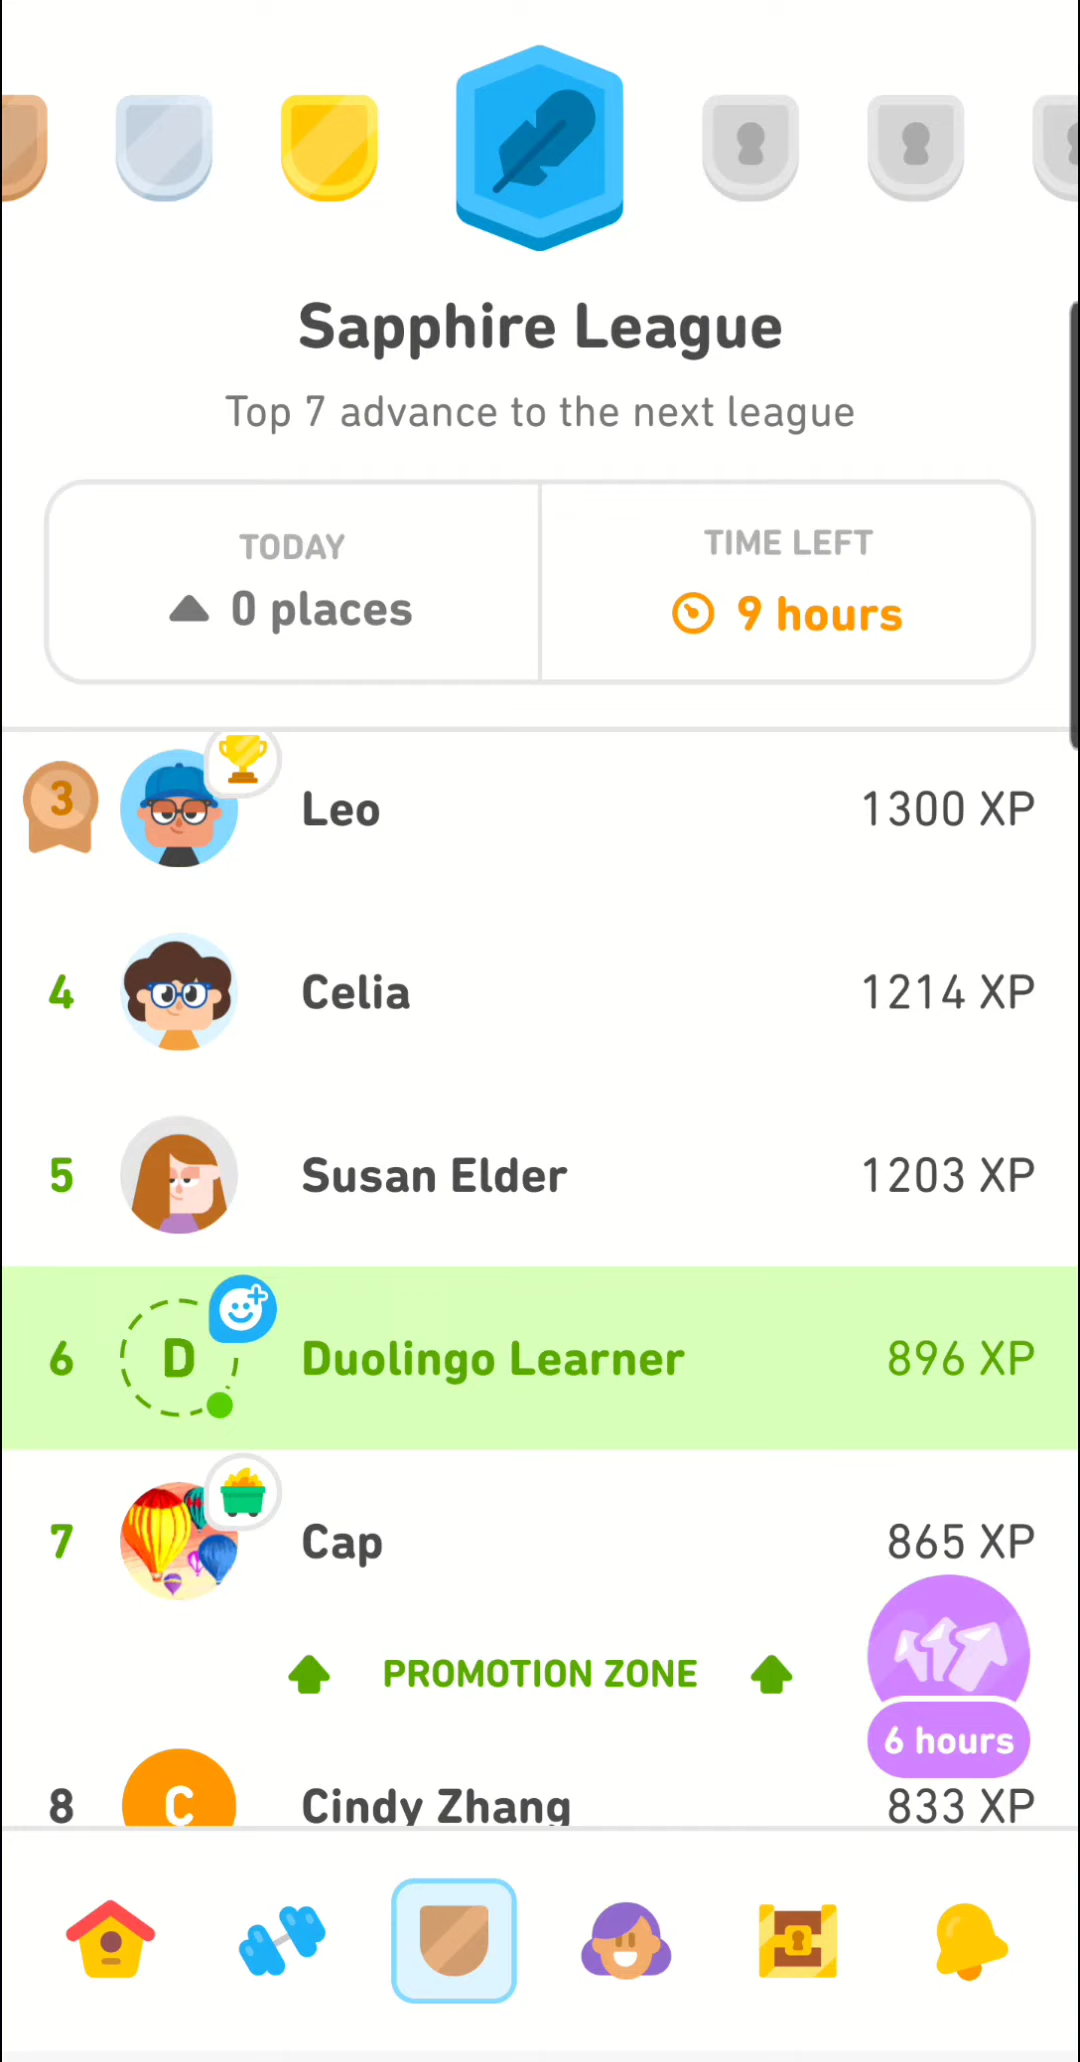 Sapphire League
Top 7 advance to the next league
TODAY
0 places
TIME LEFT
9 hours
3 Leo 1300 XP
4 Celia 1214 XP
5 Susan Elder 1203 XP
6 D Duolingo Learner 896 XP
7 Cap 865 XP
PROMOTION ZONE
6 hours
8 C Cindy Zhang 833 XP